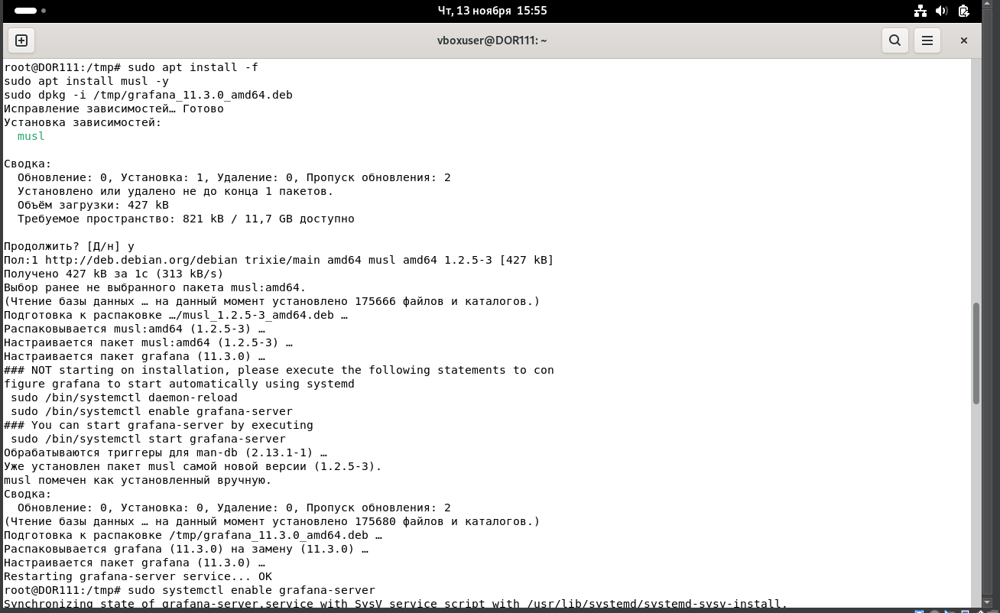 Чт, 13 ноября 15:55
vboxuser@DOR111: ~
root@DOR111:/tmp# sudo apt install -f
sudo apt install musl -y
sudo dpkg -i /tmp/grafana_11.3.0_amd64.deb
Исправление зависимостей… Готово
Установка зависимостей:
  musl

Сводка:
  Обновление: 0, Установка: 1, Удаление: 0, Пропуск обновления: 2
  Установлено или удалено не до конца 1 пакетов.
  Объём загрузки: 427 kB
  Требуемое пространство: 821 kB / 11,7 GB доступно

Продолжить? [Д/н] y
Пол:1 http://deb.debian.org/debian trixie/main amd64 musl amd64 1.2.5-3 [427 kB]
Получено 427 kB за 1с (313 kB/s)
Выбор ранее не выбранного пакета musl:amd64.
(Чтение базы данных … на данный момент установлено 175666 файлов и каталогов.)
Подготовка к распаковке …/musl_1.2.5-3_amd64.deb …
Распаковывается musl:amd64 (1.2.5-3) …
Настраивается пакет musl:amd64 (1.2.5-3) …
Настраивается пакет grafana (11.3.0) …
### NOT starting on installation, please execute the following statements to con
figure grafana to start automatically using systemd
 sudo /bin/systemctl daemon-reload
 sudo /bin/systemctl enable grafana-server
### You can start grafana-server by executing
 sudo /bin/systemctl start grafana-server
Обрабатываются триггеры для man-db (2.13.1-1) …
Уже установлен пакет musl самой новой версии (1.2.5-3).
musl помечен как установленный вручную.
Сводка:
  Обновление: 0, Установка: 0, Удаление: 0, Пропуск обновления: 2
(Чтение базы данных … на данный момент установлено 175680 файлов и каталогов.)
Подготовка к распаковке /tmp/grafana_11.3.0_amd64.deb …
Распаковывается grafana (11.3.0) на замену (11.3.0) …
Настраивается пакет grafana (11.3.0) …
Restarting grafana-server service... OK
root@DOR111:/tmp# sudo systemctl enable grafana-server
Synchronizing state of grafana-server.service with SysV service script with /usr/lib/systemd/systemd-sysv-install.